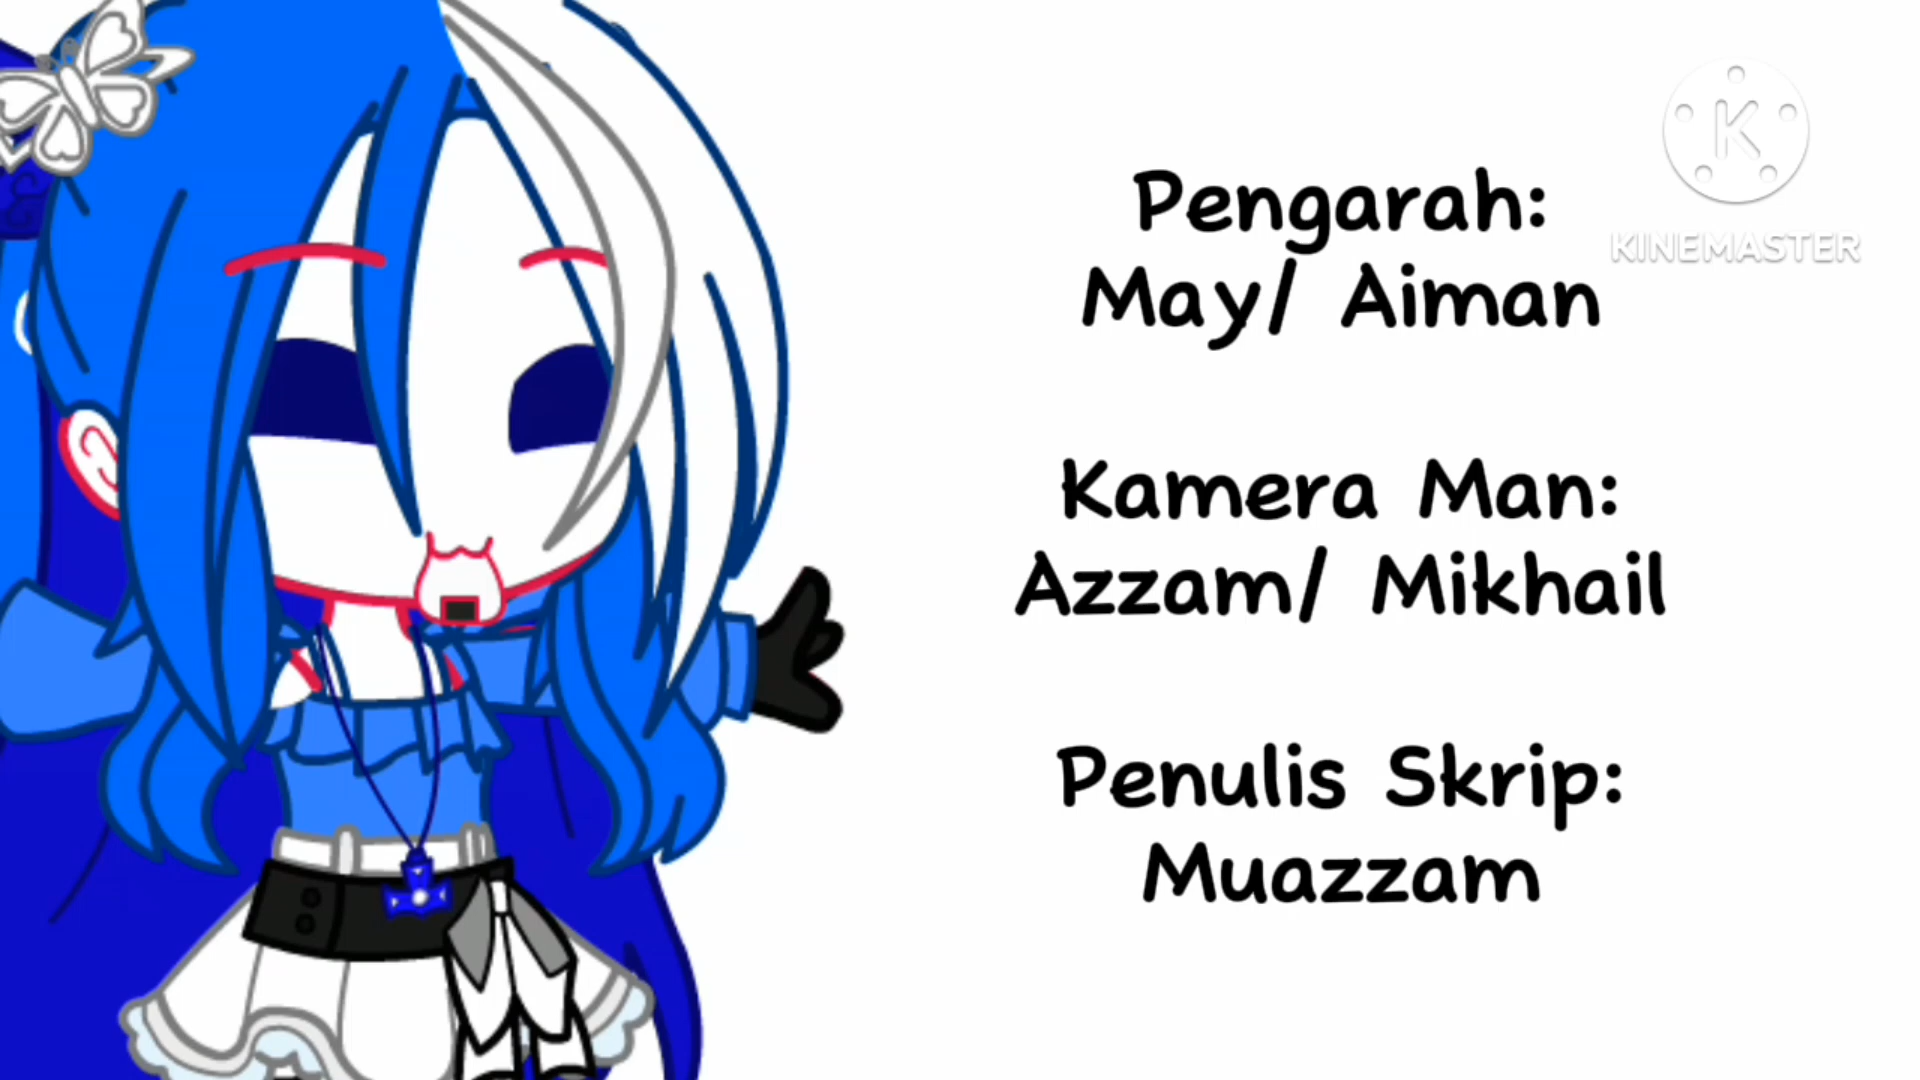 Pengarah:
May/ Aiman
Kamera Man:
Azzam/ Mikhail
Penulis Skrip:
Muazzam
K
KINEMASTER